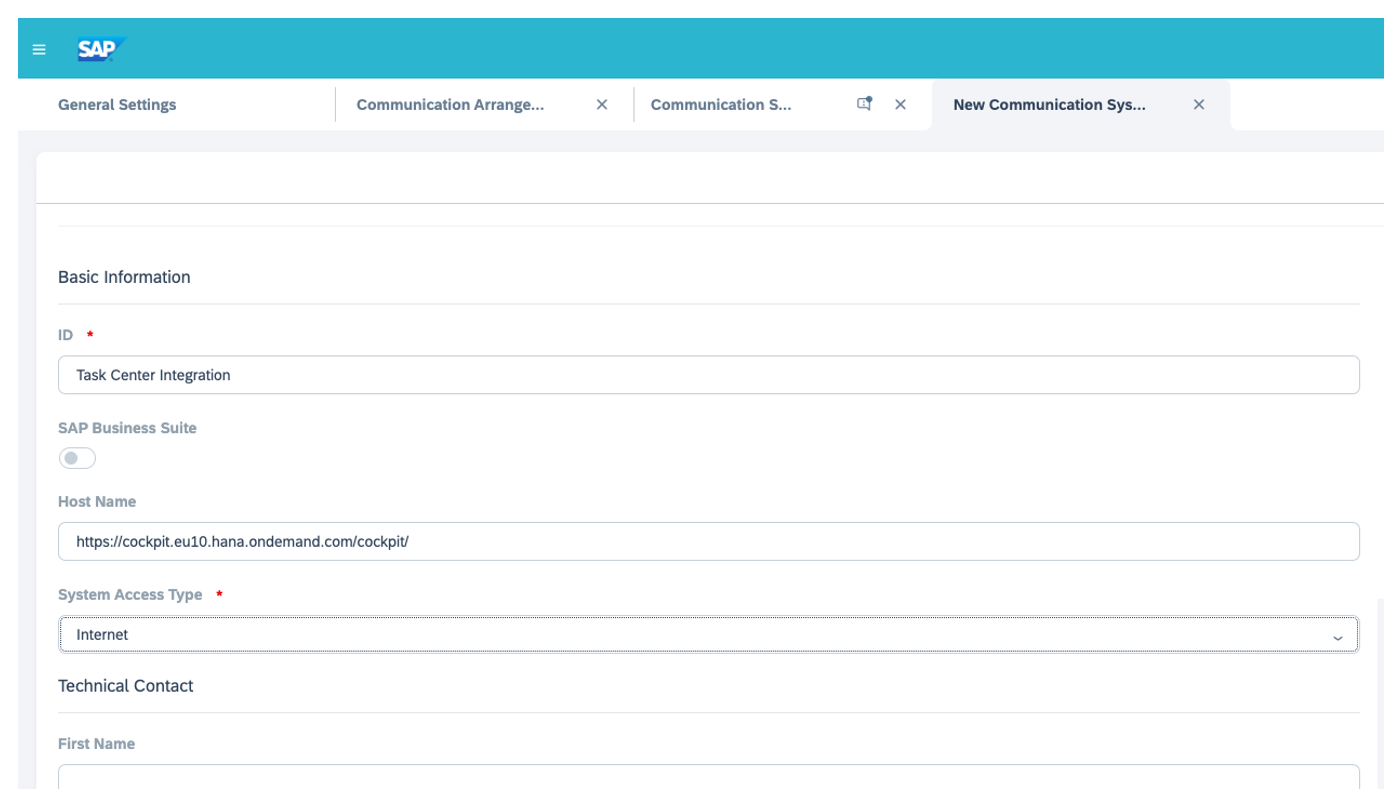 SAP
General Settings
Communication Arrange...
Communication S...
New Communication Sys...
Basic Information
ID *
Task Center Integration
SAP Business Suite
Host Name
https://cockpit.eu10.hana.ondemand.com/cockpit/
System Access Type *
Internet
Technical Contact
First Name